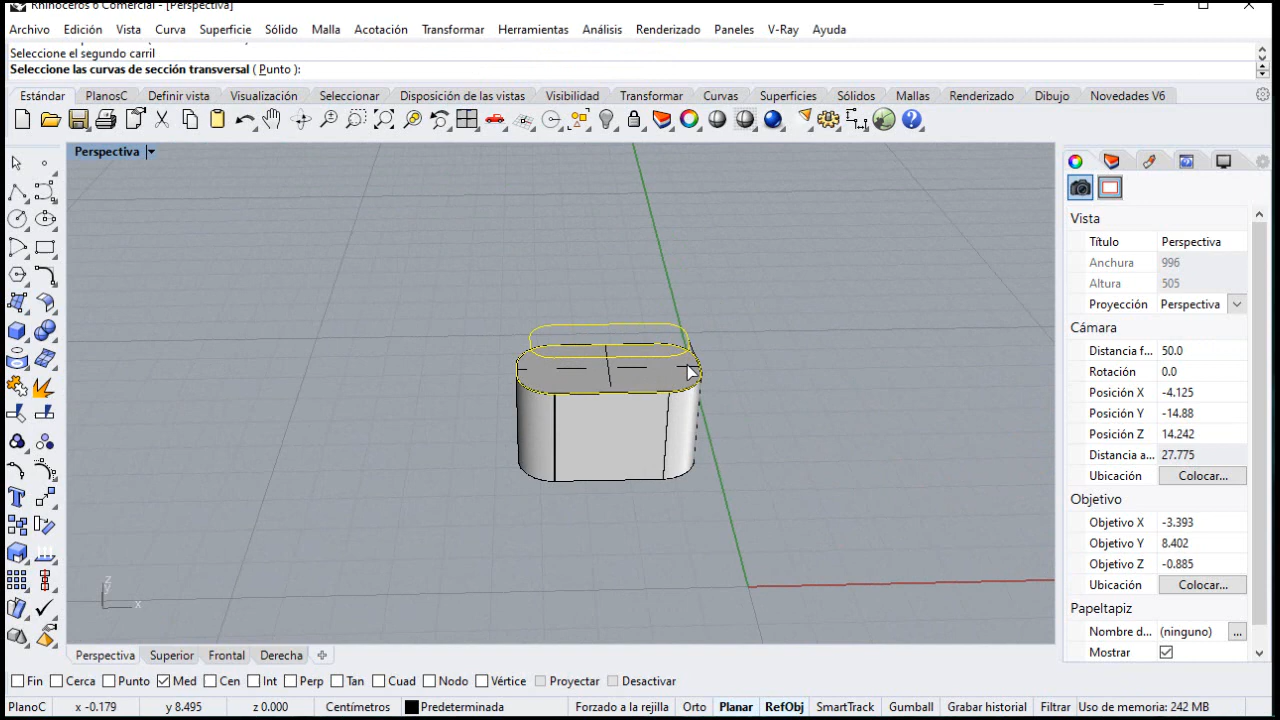 Rhinoceros 6 Comercial - [Perspectiva]
Archivo Edición Vista Curva Superficie Sólido Malla Acotación Transformar Herramientas Análisis Renderizado Paneles V-Ray Ayuda
Seleccione el segundo carril
Seleccione las curvas de sección transversal ( Punto ):
Estándar PlanosC Definir vista Visualización Seleccionar Disposición de las vistas Visibilidad Transformar Curvas Superficies Sólidos Mallas Renderizado Dibujo Novedades V6
Perspectiva
Vista
Título Perspectiva
Anchura 996
Altura 505
Proyección Perspectiva
Cámara
Distancia f... 50.0
Rotación 0.0
Posición X -4.125
Posición Y -14.88
Posición Z 14.242
Distancia a... 27.775
Ubicación Colocar...
Objetivo
Objetivo X -3.393
Objetivo Y 8.402
Objetivo Z -0.885
Ubicación Colocar...
Papeltapiz
Nombre d... (ninguno) ...
Mostrar
z
y
x
Perspectiva Superior Frontal Derecha
Fin Cerca Punto Med Cen Int Perp Tan Cuad Nodo Vértice Proyectar Desactivar
PlanoC x -0.179 y 8.495 z 0.000 Centímetros Predeterminada Forzado a la rejilla Orto Planar RefObj SmartTrack Gumball Grabar historial Filtrar Uso de memoria: 242 MB